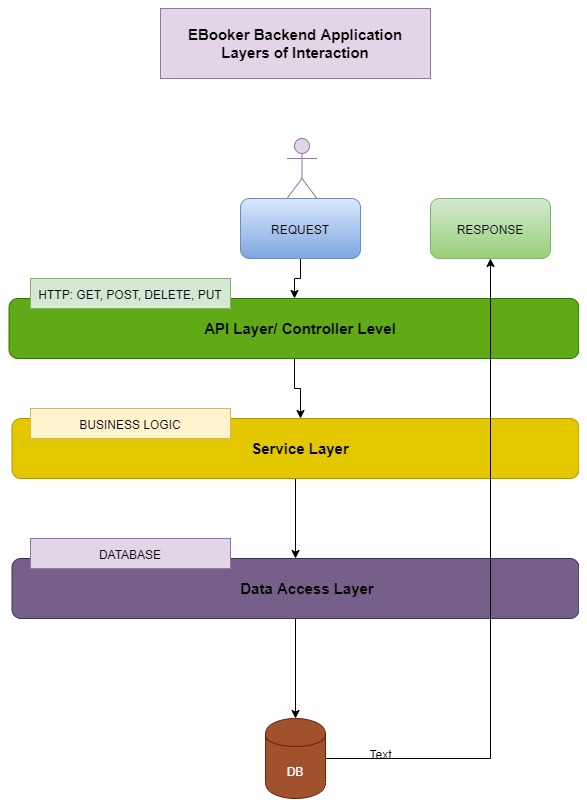 EBooker Backend Application
Layers of Interaction
REQUEST
RESPONSE
HTTP: GET, POST, DELETE, PUT
API Layer/ Controller Level
BUSINESS LOGIC
Service Layer
DATABASE
Data Access Layer
Text
DB